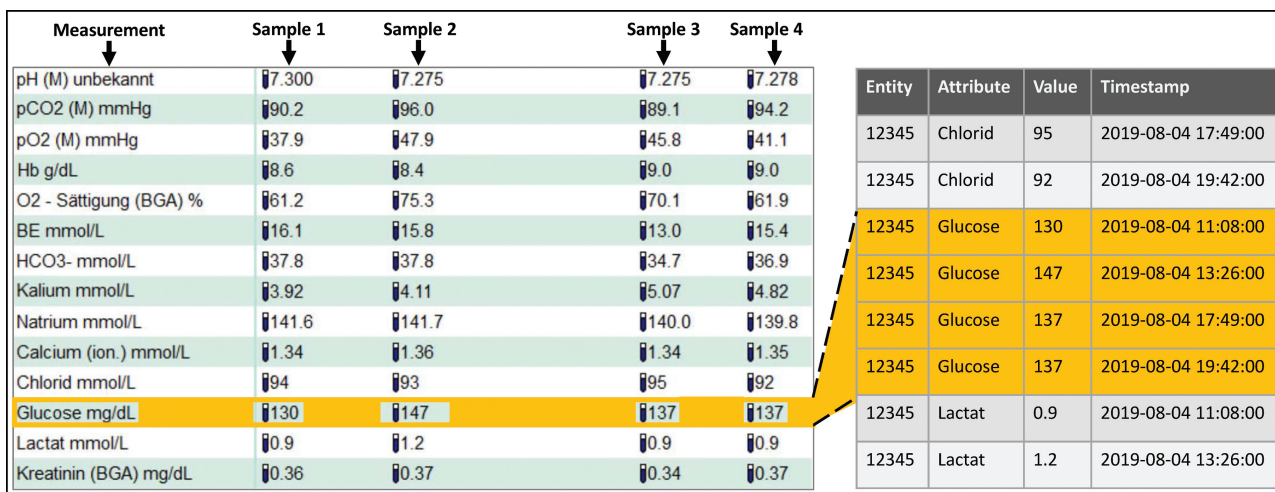 Measurement Sample 1 Sample 2 Sample 3 Sample 4
pH (M) unbekannt 7.300 7.275 7.275 7.278
pCO2 (M) mmHg 90.2 96.0 89.1 94.2
pO2 (M) mmHg 37.9 47.9 45.8 41.1
Hb g/dL 8.6 8.4 9.0 9.0
O2 - Sättigung (BGA) % 61.2 75.3 70.1 61.9
BE mmol/L 16.1 15.8 13.0 15.4
HCO3- mmol/L 37.8 37.8 34.7 36.9
Kalium mmol/L 3.92 4.11 5.07 4.82
Natrium mmol/L 141.6 141.7 140.0 139.8
Calcium (ion.) mmol/L 1.34 1.36 1.34 1.35
Chlorid mmol/L 94 93 95 92
Glucose mg/dL 130 147 137 137
Lactat mmol/L 0.9 1.2 0.9 0.9
Kreatinin (BGA) mg/dL 0.36 0.37 0.34 0.37
Entity Attribute Value Timestamp
12345 Chlorid 95 2019-08-04 17:49:00
12345 Chlorid 92 2019-08-04 19:42:00
12345 Glucose 130 2019-08-04 11:08:00
12345 Glucose 147 2019-08-04 13:26:00
12345 Glucose 137 2019-08-04 17:49:00
12345 Glucose 137 2019-08-04 19:42:00
12345 Lactat 0.9 2019-08-04 11:08:00
12345 Lactat 1.2 2019-08-04 13:26:00